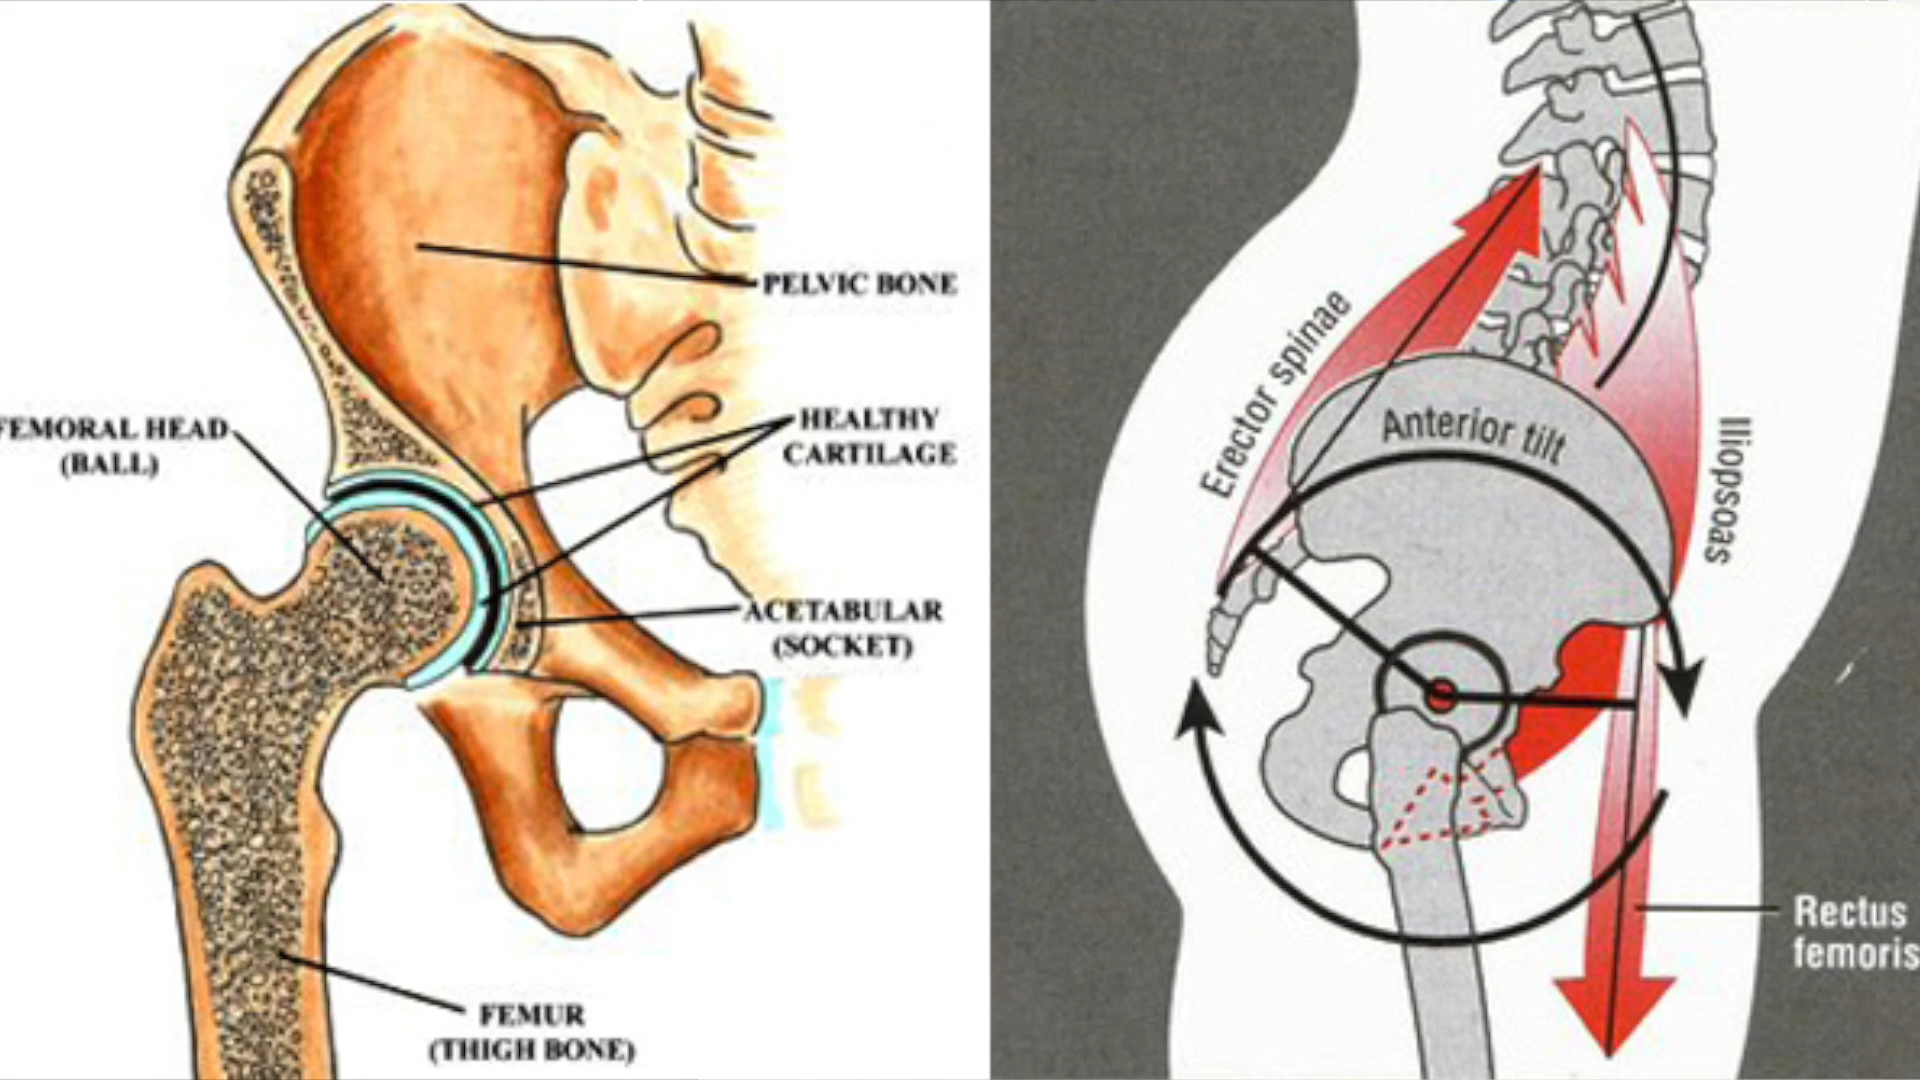 PELVIC BONE
FEMORAL HEAD
(BALL)
HEALTHY
CARTILAGE
ACETABULAR
(SOCKET)
FEMUR
(THIGH BONE)
Erector spinae
Anterior tilt
Iliopsoas
Rectus
femoris